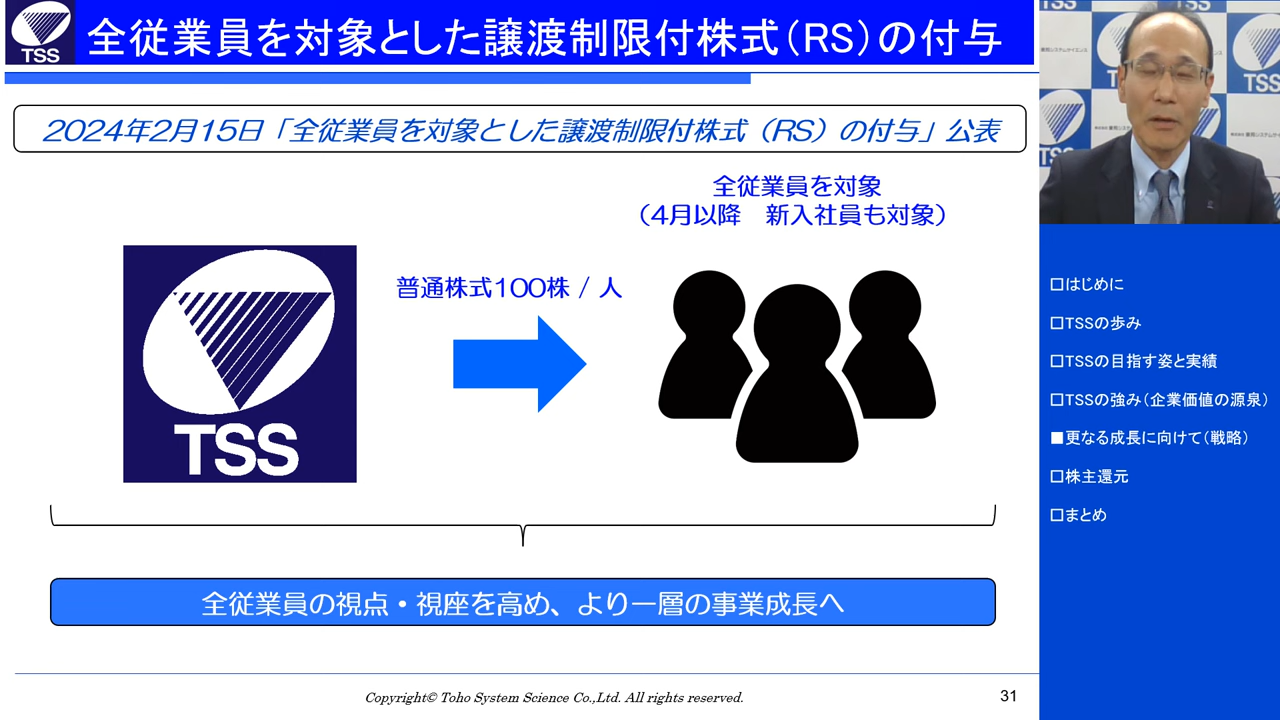 TSS
全従業員を対象とした譲渡制限付株式（RS）の付与
2024年2月15日「全従業員を対象とした譲渡制限付株式（RS）の付与」公表
全従業員を対象
（4月以降　新入社員も対象）
普通株式100株 / 人
TSS
全従業員の視点・視座を高め、より一層の事業成長へ
Copyright© Toho System Science Co.,Ltd. All rights reserved.
31
TSS
TSS
□はじめに
□TSSの歩み
□TSSの目指す姿と実績
□TSSの強み（企業価値の源泉）
■更なる成長に向けて（戦略）
□株主還元
□まとめ